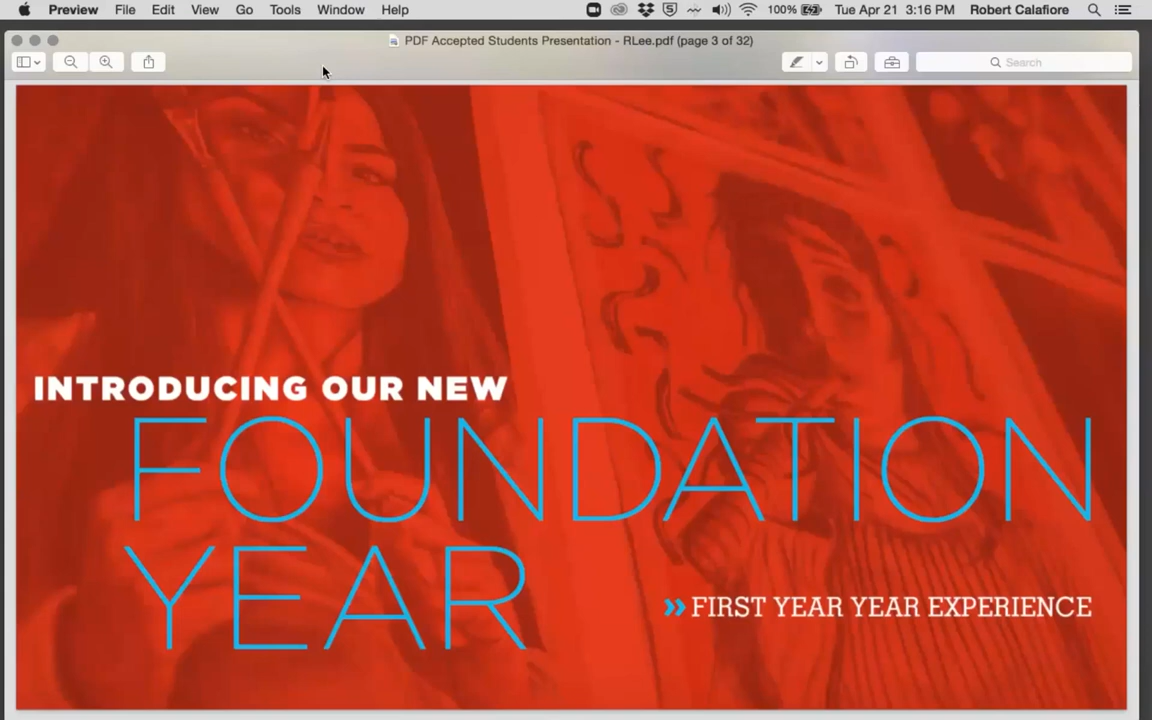 Preview File Edit View Go Tools Window Help 100% Tue Apr 21 3:16 PM Robert Calafiore
PDF Accepted Students Presentation - RLee.pdf (page 3 of 32)
Search
INTRODUCING OUR NEW
FOUNDATION
YEAR
» FIRST YEAR YEAR EXPERIENCE